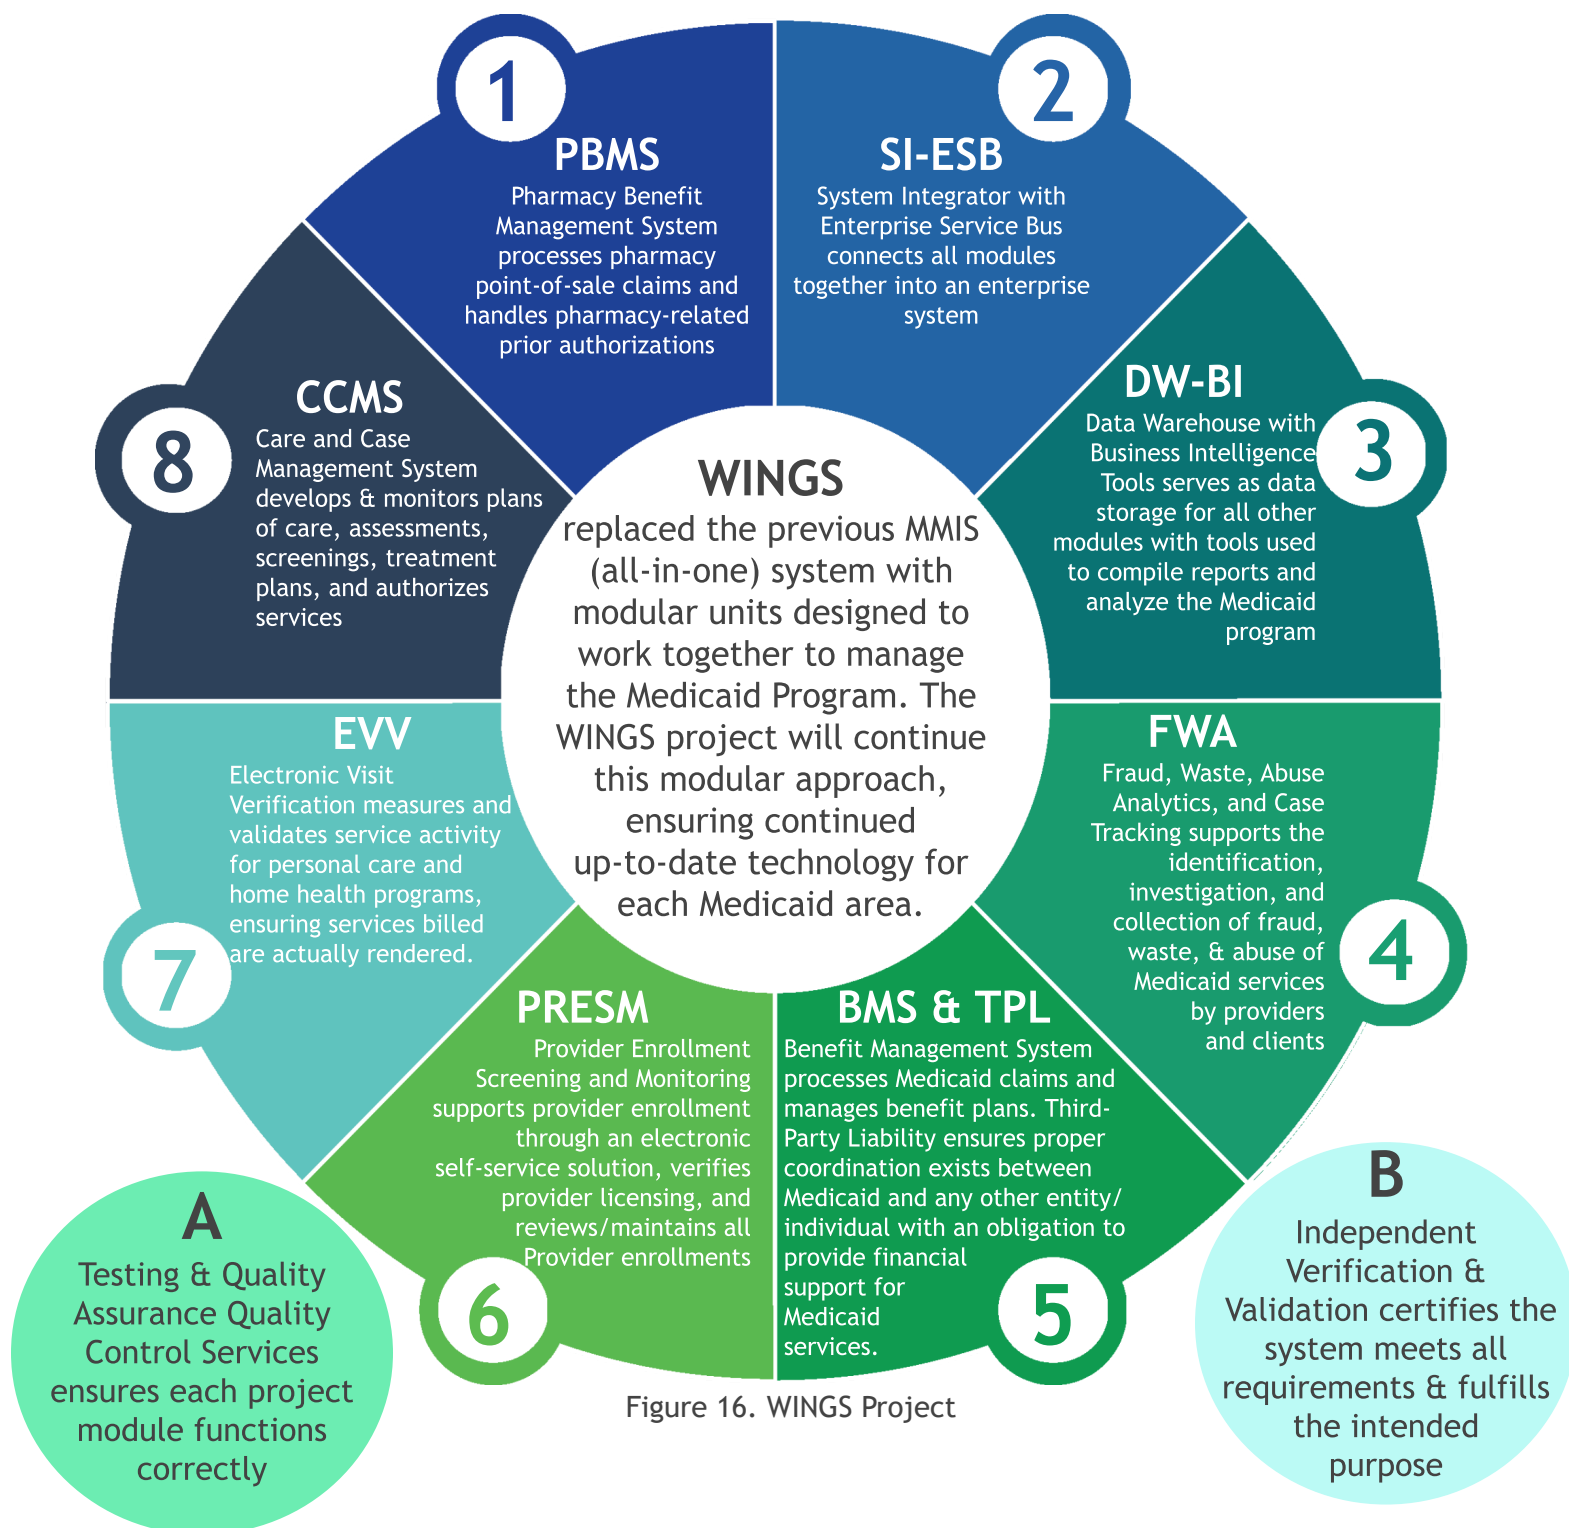 1
PBMS
Pharmacy Benefit
Management System
processes pharmacy
point-of-sale claims and
handles pharmacy-related
prior authorizations
2
SI-ESB
System Integrator with
Enterprise Service Bus
connects all modules
together into an enterprise
system
3
DW-BI
Data Warehouse with
Business Intelligence
Tools serves as data
storage for all other
modules with tools used
to compile reports and
analyze the Medicaid
program
4
FWA
Fraud, Waste, Abuse
Analytics, and Case
Tracking supports the
identification,
investigation, and
collection of fraud,
waste, & abuse of
Medicaid services
by providers
and clients
5
BMS & TPL
Benefit Management System
processes Medicaid claims and
manages benefit plans. Third-
Party Liability ensures proper
coordination exists between
Medicaid and any other entity/
individual with an obligation to
provide financial
support for
Medicaid
services.
6
PRESM
Provider Enrollment
Screening and Monitoring
supports provider enrollment
through an electronic
self-service solution, verifies
provider licensing, and
reviews/maintains all
Provider enrollments
7
EVV
Electronic Visit
Verification measures and
validates service activity
for personal care and
home health programs,
ensuring services billed
are actually rendered.
8
CCMS
Care and Case
Management System
develops & monitors plans
of care, assessments,
screenings, treatment
plans, and authorizes
services
WINGS
replaced the previous MMIS
(all-in-one) system with
modular units designed to
work together to manage
the Medicaid Program. The
WINGS project will continue
this modular approach,
ensuring continued
up-to-date technology for
each Medicaid area.
A
Testing & Quality
Assurance Quality
Control Services
ensures each project
module functions
correctly
B
Independent
Verification &
Validation certifies the
system meets all
requirements & fulfills
the intended
purpose
Figure 16. WINGS Project